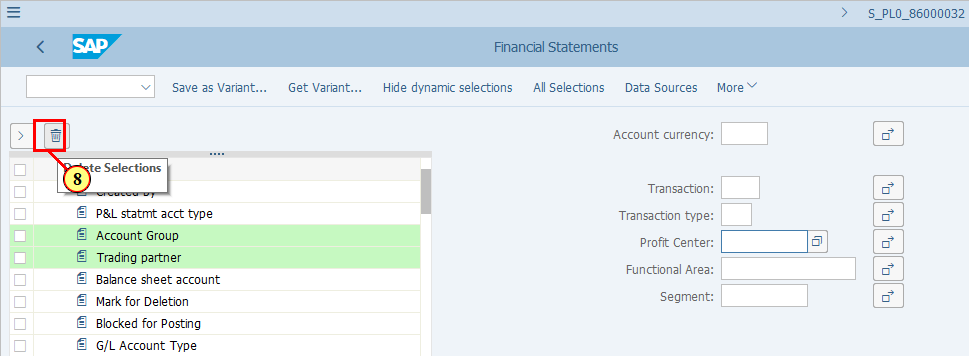 S_PL0_86000032
SAP Financial Statements
Save as Variant... Get Variant... Hide dynamic selections All Selections Data Sources More
Account currency:
Delete Selections
8
Created by
Transaction:
P&L statmt acct type
Transaction type:
Account Group
Profit Center:
Trading partner
Functional Area:
Balance sheet account
Segment:
Mark for Deletion
Blocked for Posting
G/L Account Type